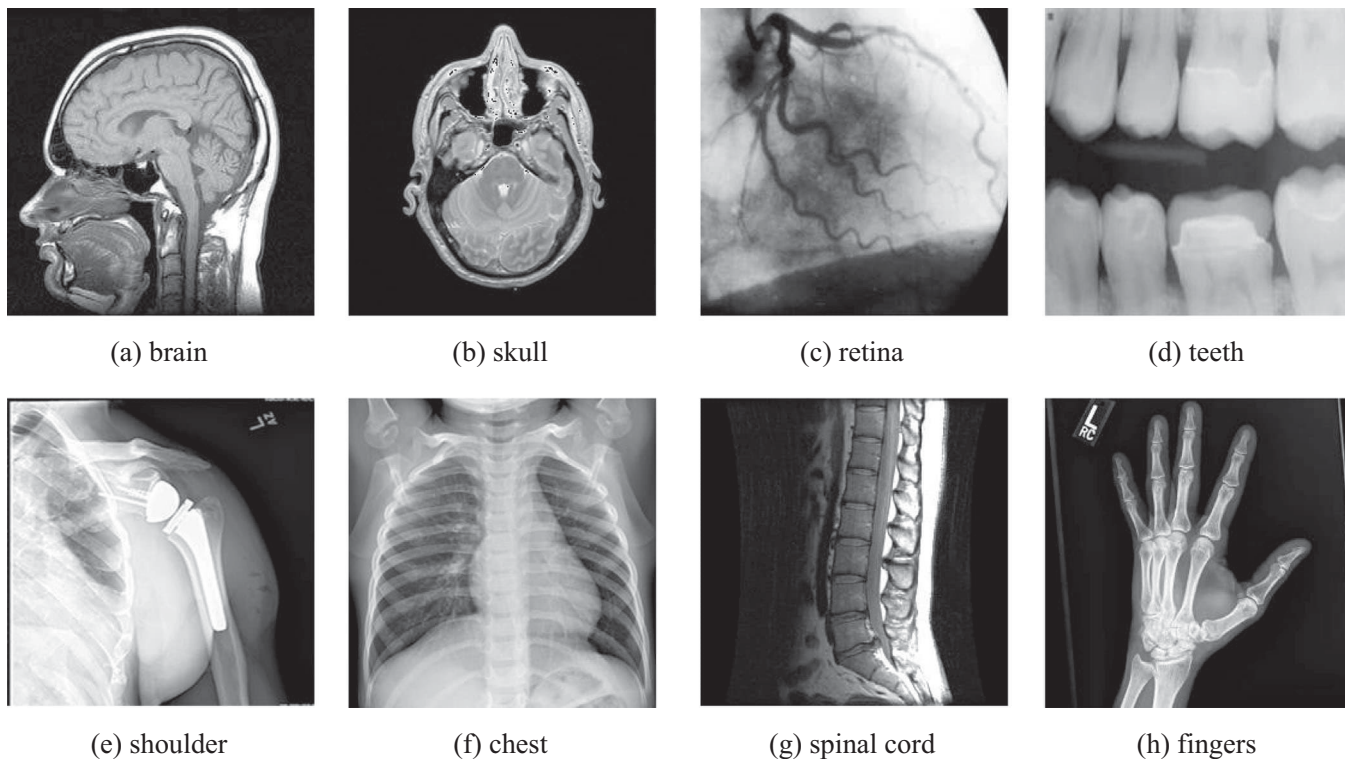 (a) brain
(b) skull
(c) retina
(d) teeth
L
(e) shoulder
(f) chest
(g) spinal cord
L
RC
(h) fingers